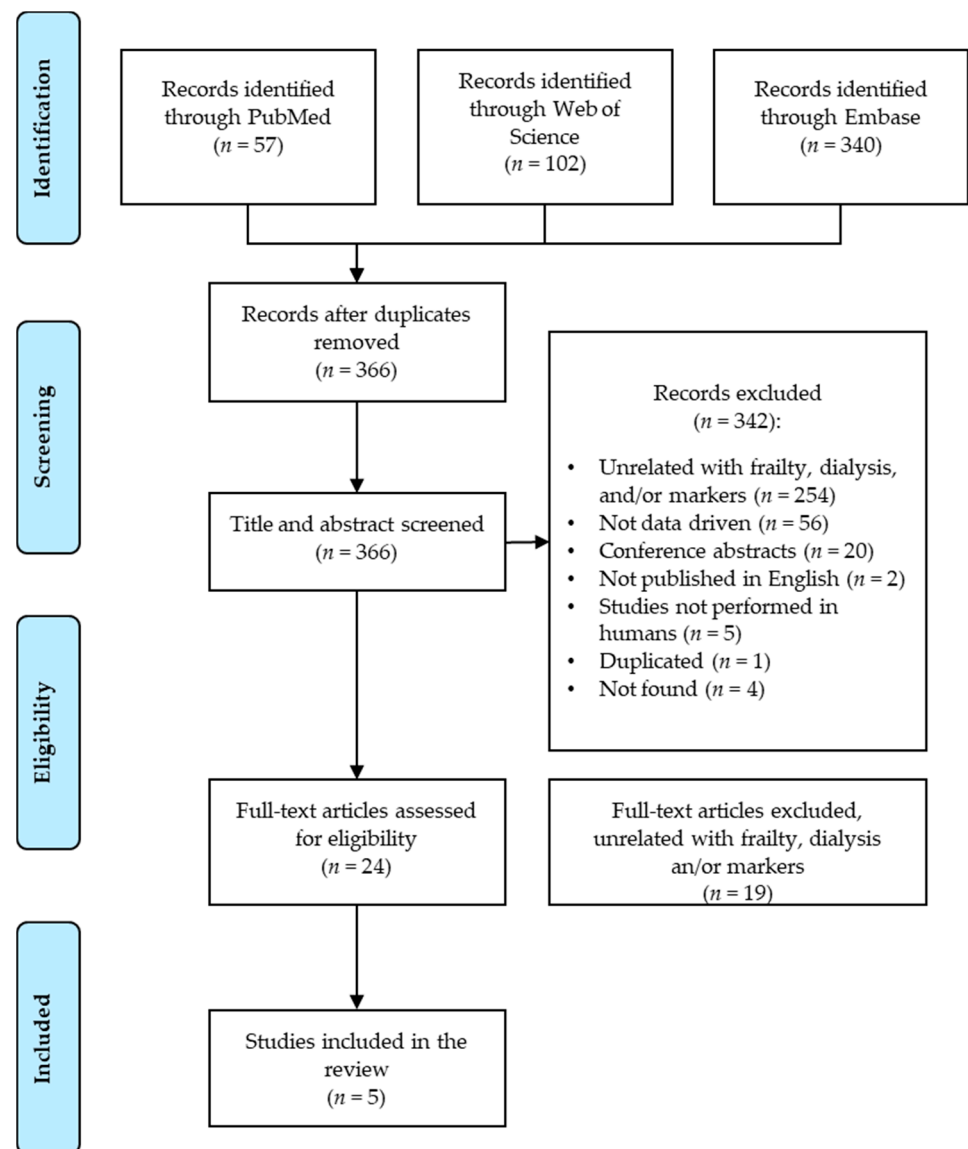 Identification
Records identified
through PubMed
(n = 57)
Records identified
through Web of
Science
(n = 102)
Records identified
through Embase
(n = 340)
Screening
Records after duplicates
removed
(n = 366)
Title and abstract screened
(n = 366)
Records excluded
(n = 342):
• Unrelated with frailty, dialysis,
and/or markers (n = 254)
• Not data driven (n = 56)
• Conference abstracts (n = 20)
• Not published in English (n = 2)
• Studies not performed in
humans (n = 5)
• Duplicated (n = 1)
• Not found (n = 4)
Eligibility
Full-text articles assessed
for eligibility
(n = 24)
Full-text articles excluded,
unrelated with frailty, dialysis
an/or markers
(n = 19)
Included
Studies included in the
review
(n = 5)